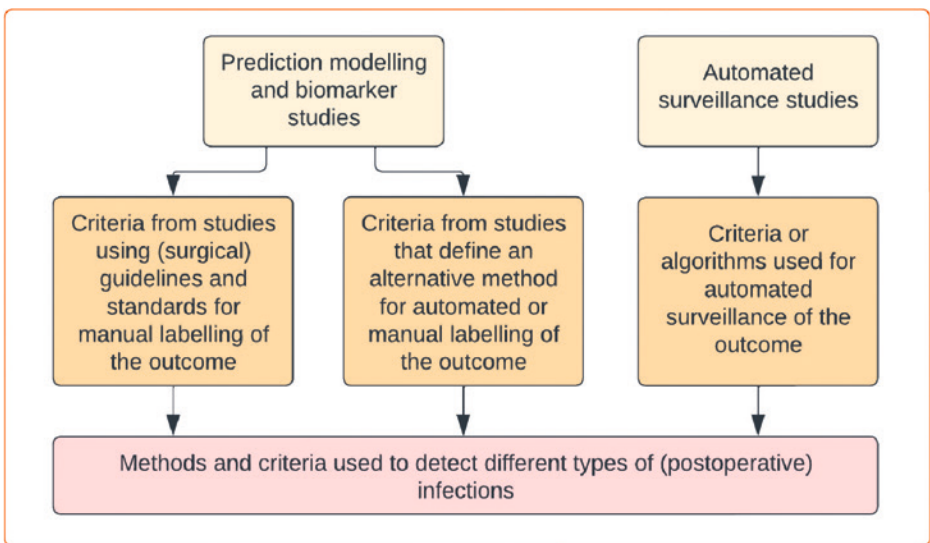 Prediction modelling
and biomarker
studies
Automated
surveillance studies
Criteria from studies
using (surgical)
guidelines and
standards for
manual labelling of
the outcome
Criteria from studies
that define an
alternative method
for automated or
manual labelling of
the outcome
Criteria or
algorithms used for
automated
surveillance of the
outcome
Methods and criteria used to detect different types of (postoperative)
infections